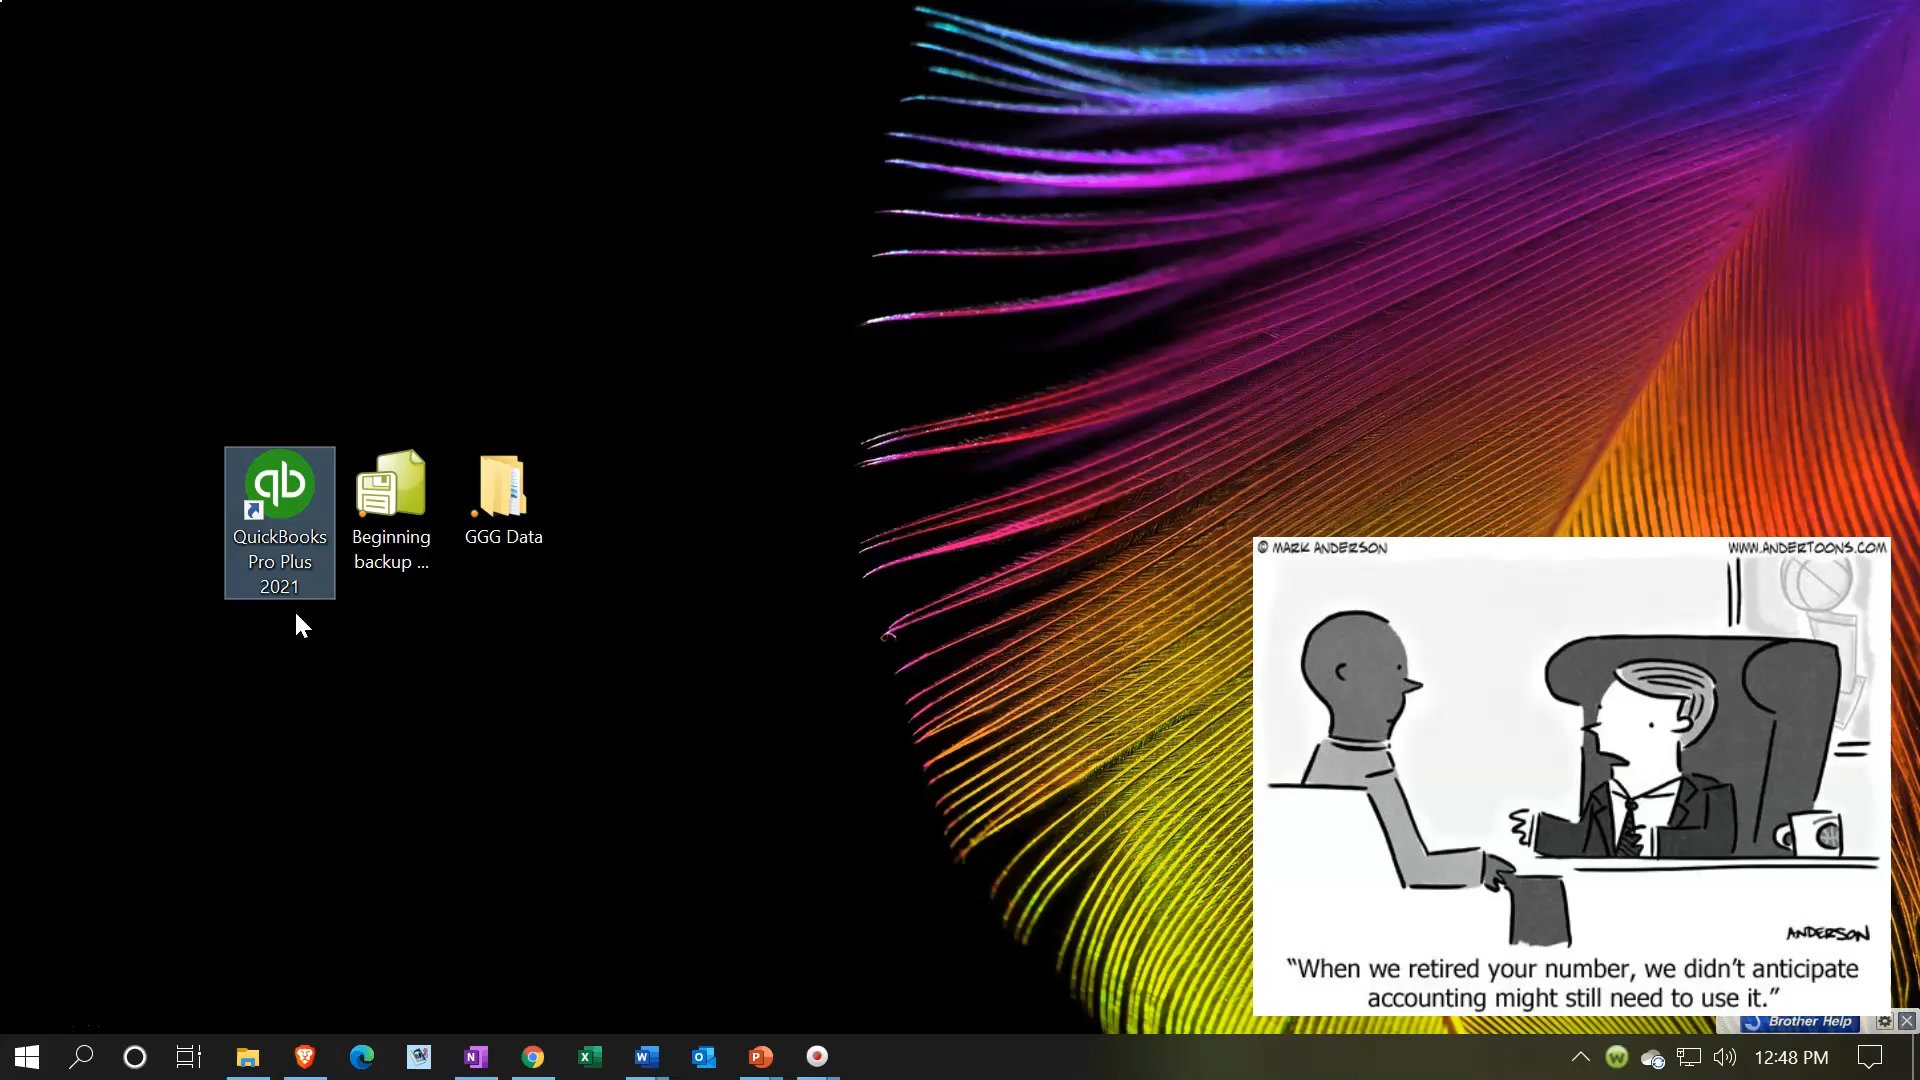 qb
QuickBooks
Pro Plus
2021
Beginning
backup ...
GGG Data
© MARK ANDERSON
WWW.ANDERTOONS.COM
ANDERSON
“When we retired your number, we didn’t anticipate
accounting might still need to use it.”
Brother Help
N
X
W
O
P
W
12:48 PM